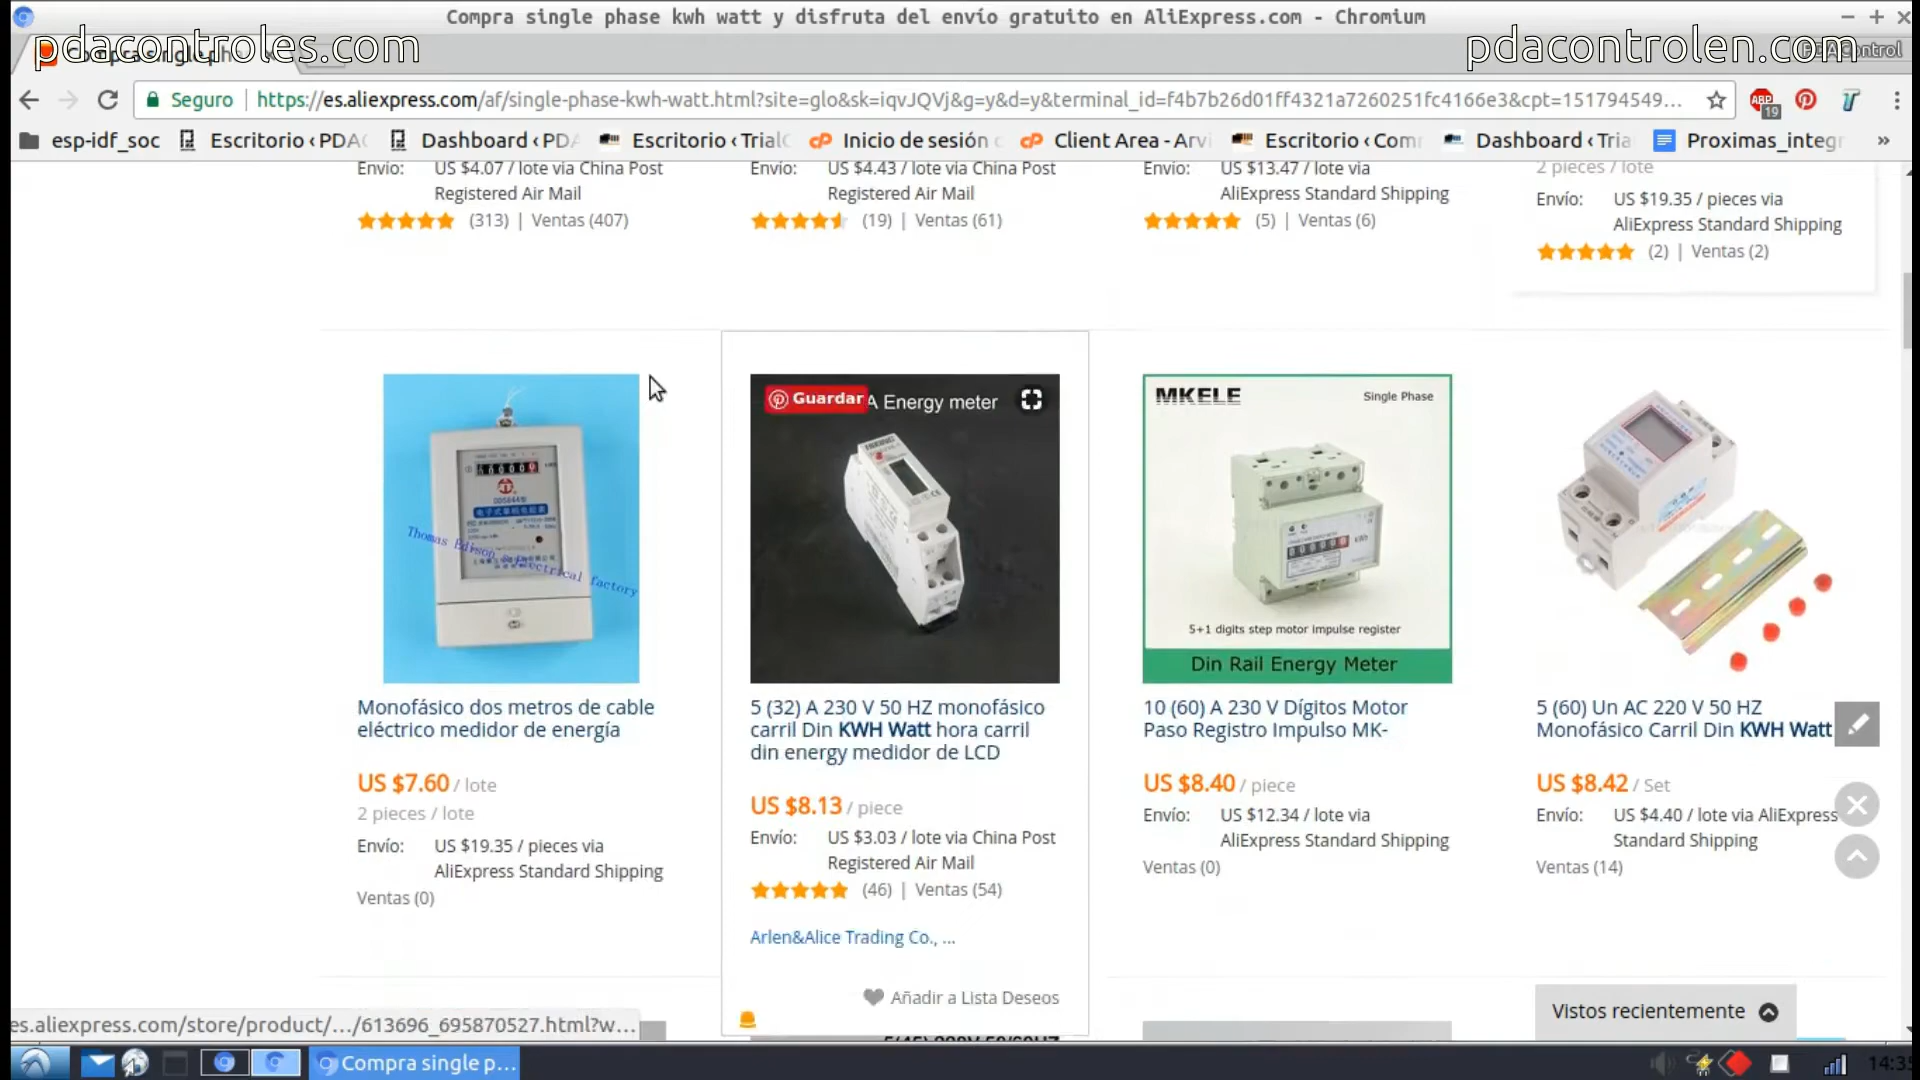 Compra single phase kwh watt y disfruta del envío gratuito en AliExpress.com - Chromium
pdacontroles.com
pdacontrolen.com
PDAControl
Seguro
https://es.aliexpress.com/af/single-phase-kwh-watt.html?site=glo&sk=iqvJQVj&g=y&d=y&terminal_id=f4b7b26d01ff4321a7260251fc4166e3&cpt=151794549...
ABP
19
esp-idf_soc
Escritorio ‹ PDA
Dashboard ‹ PDA
Escritorio ‹ Trial
Inicio de sesión
Client Area - Arvi
Escritorio ‹ Com
Dashboard ‹ Tria
Proximas_integr
»
Envío: US $4.07 / lote via China Post
Registered Air Mail
(313) | Ventas (407)
Envío: US $4.43 / lote via China Post
Registered Air Mail
(19) | Ventas (61)
Envío: US $13.47 / lote via
AliExpress Standard Shipping
(5) | Ventas (6)
2 pieces / lote
Envío: US $19.35 / pieces via
AliExpress Standard Shipping
(2) | Ventas (2)
Thomas Edison
Electrical factory
Monofásico dos metros de cable
eléctrico medidor de energía
US $7.60 / lote
2 pieces / lote
Envío: US $19.35 / pieces via
AliExpress Standard Shipping
Ventas (0)
Guardar
A Energy meter
5 (32) A 230 V 50 HZ monofásico
carril Din KWH Watt hora carril
din energy medidor de LCD
US $8.13 / piece
Envío: US $3.03 / lote via China Post
Registered Air Mail
(46) | Ventas (54)
Arlen&Alice Trading Co., ...
Añadir a Lista Deseos
MKELE
Single Phase
5+1 digits step motor impulse register
Din Rail Energy Meter
10 (60) A 230 V Dígitos Motor
Paso Registro Impulso MK-
US $8.40 / piece
Envío: US $12.34 / lote via
AliExpress Standard Shipping
Ventas (0)
5 (60) Un AC 220 V 50 HZ
Monofásico Carril Din KWH Watt
US $8.42 / Set
Envío: US $4.40 / lote via AliExpress
Standard Shipping
Ventas (14)
Vistos recientemente
es.aliexpress.com/store/product/.../613696_695870527.html?w...
Compra single p...
14:35